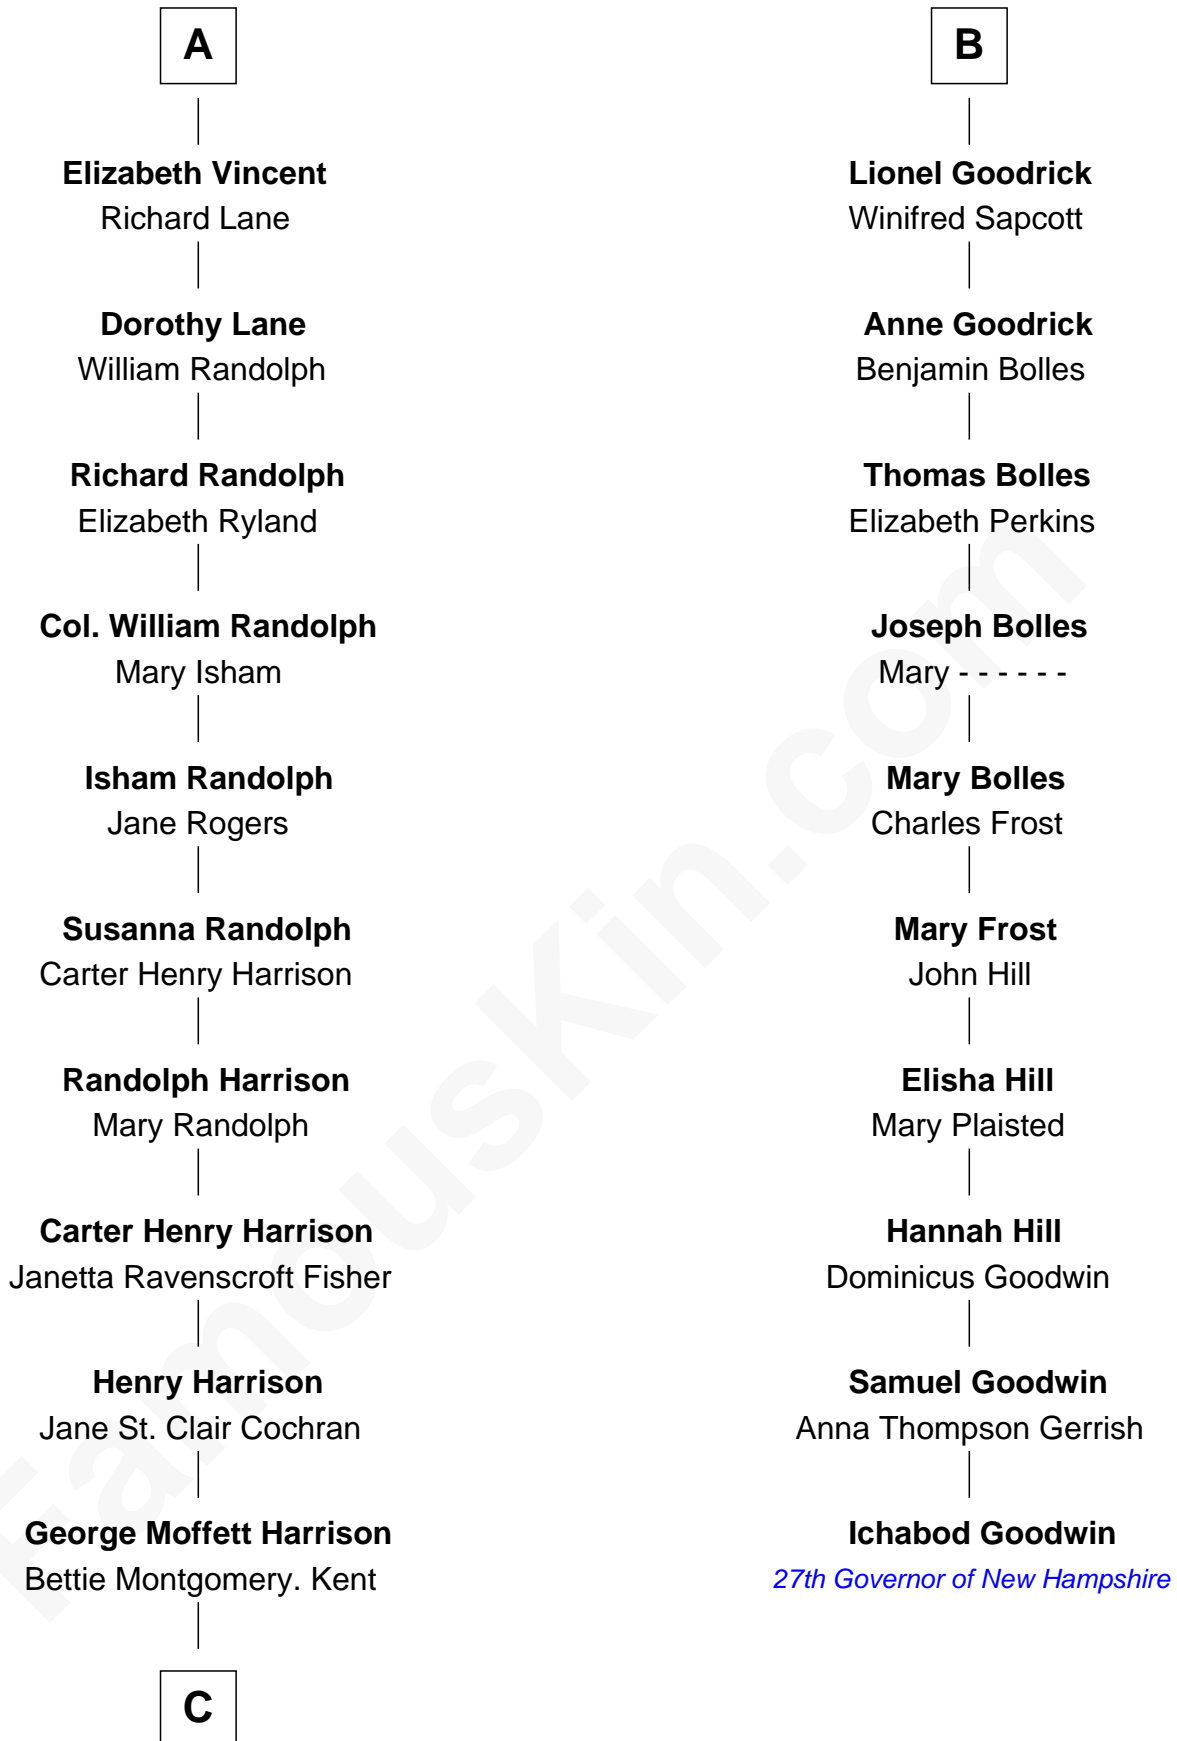 A
Elizabeth Vincent
Richard Lane
Dorothy Lane
William Randolph
Richard Randolph
Elizabeth Ryland
Col. William Randolph
Mary Isham
Isham Randolph
Jane Rogers
Susanna Randolph
Carter Henry Harrison
Randolph Harrison
Mary Randolph
Carter Henry Harrison
Janetta Ravenscroft Fisher
Henry Harrison
Jane St. Clair Cochran
George Moffett Harrison
Bettie Montgomery. Kent
C
B
Lionel Goodrick
Winifred Sapcott
Anne Goodrick
Benjamin Bolles
Thomas Bolles
Elizabeth Perkins
Joseph Bolles
Mary - - - - - -
Mary Bolles
Charles Frost
Mary Frost
John Hill
Elisha Hill
Mary Plaisted
Hannah Hill
Dominicus Goodwin
Samuel Goodwin
Anna Thompson Gerrish
Ichabod Goodwin
27th Governor of New Hampshire
FamousKin.com